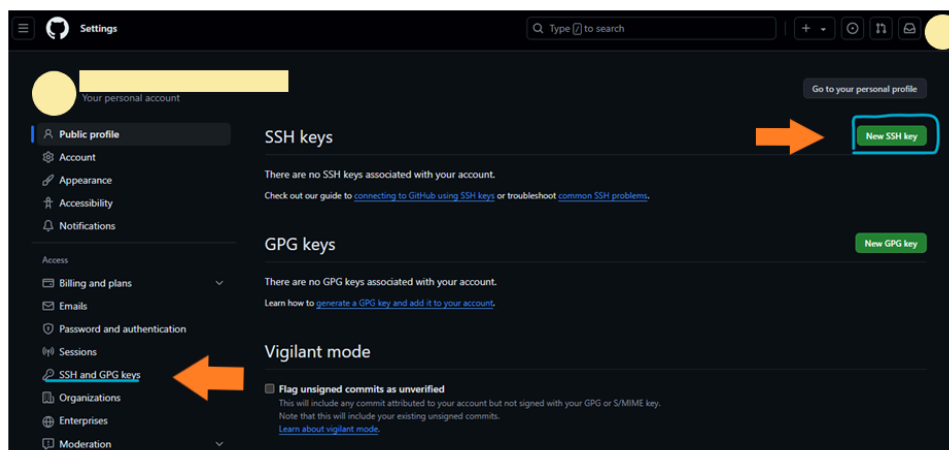 Settings
Type / to search
Your personal account
Go to your personal profile
Public profile
Account
Appearance
Accessibility
Notifications
Access
Billing and plans
Emails
Password and authentication
Sessions
SSH and GPG keys
Organizations
Enterprises
Moderation
SSH keys
New SSH key
There are no SSH keys associated with your account.
Check out our guide to connecting to GitHub using SSH keys or troubleshoot common SSH problems.
GPG keys
New GPG key
There are no GPG keys associated with your account.
Learn how to generate a GPG key and add it to your account.
Vigilant mode
Flag unsigned commits as unverified
This will include any commit attributed to your account but not signed with your GPG or S/MIME key.
Note that this will include your existing unsigned commits.
Learn about vigilant mode.